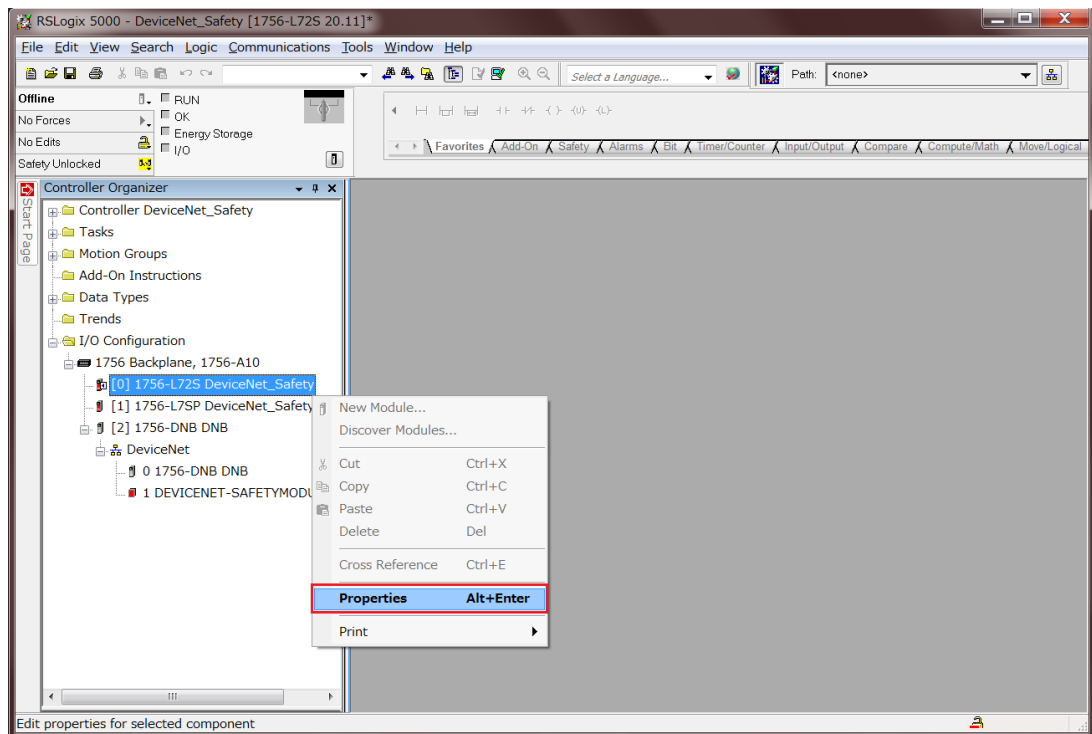 RSLogix 5000 - DeviceNet_Safety [1756-L72S 20.11]*
File Edit View Search Logic Communications Tools Window Help
Select a Language...
Path: <none>
Offline
RUN
No Forces
OK
No Edits
Energy Storage
Safety Unlocked
I/O
Favorites Add-On Safety Alarms Bit Timer/Counter Input/Output Compare Compute/Math Move/Logical
Start Page
Controller Organizer
Controller DeviceNet_Safety
Tasks
Motion Groups
Add-On Instructions
Data Types
Trends
I/O Configuration
1756 Backplane, 1756-A10
[0] 1756-L72S DeviceNet_Safety
[1] 1756-L7SP DeviceNet_Safety
[2] 1756-DNB DNB
DeviceNet
0 1756-DNB DNB
1 DEVICENET-SAFETYMODU
New Module...
Discover Modules...
Cut Ctrl+X
Copy Ctrl+C
Paste Ctrl+V
Delete Del
Cross Reference Ctrl+E
Properties Alt+Enter
Print
Edit properties for selected component